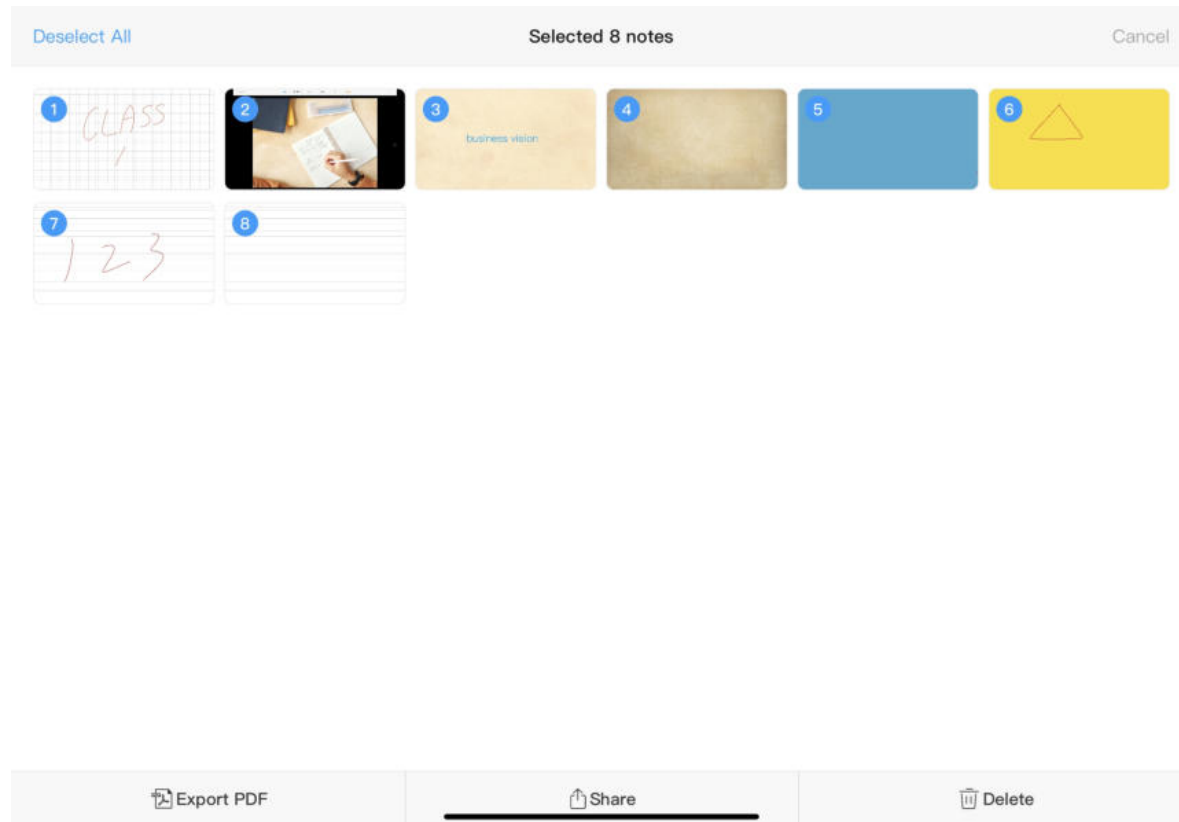 Deselect All
Selected 8 notes
Cancel
1
CLASS
1
2
3
business vision
4
5
6
7
1 2 3
8
Export PDF
Share
Delete